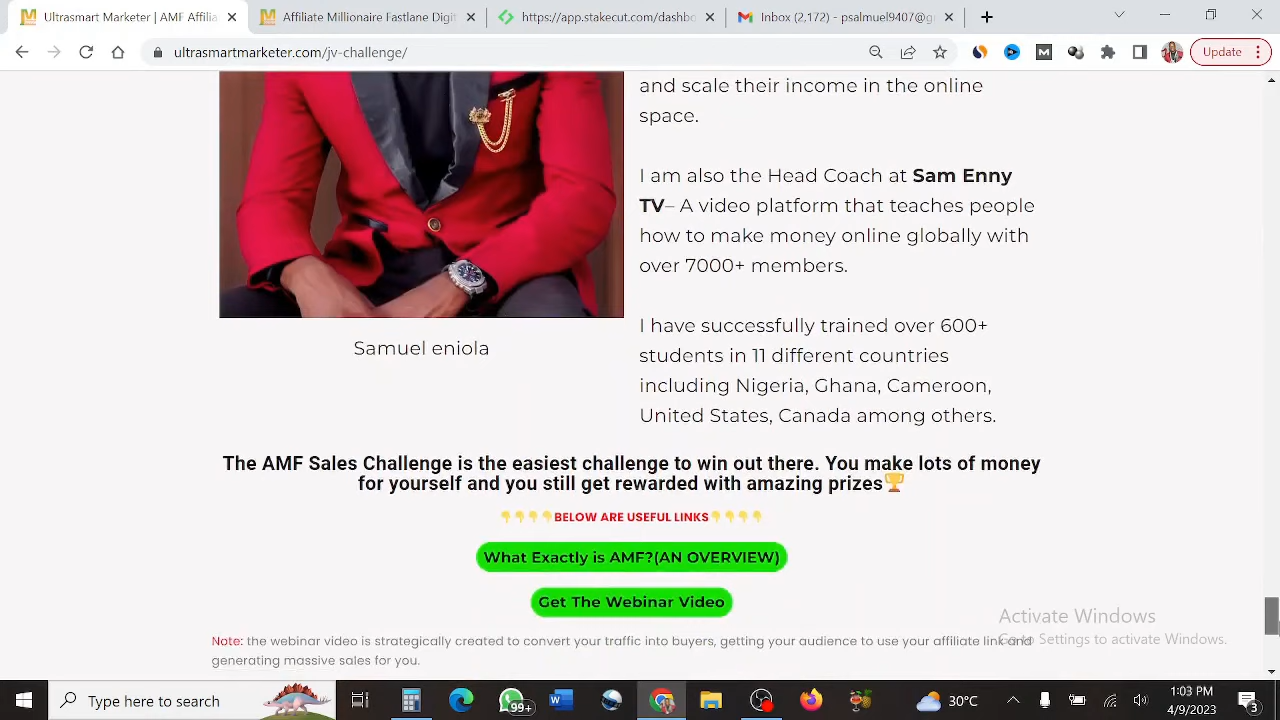 Ultrasmart Marketer | AMF Affilia
Affiliate Millionaire Fastlane Digi
https://app.stakecut.com/dashb
Inbox (2,172) - psalmuel9407@g
ultrasmartmarketer.com/jv-challenge/
Update
and scale their income in the online
space.
I am also the Head Coach at Sam Enny
TV– A video platform that teaches people
how to make money online globally with
over 7000+ members.
I have successfully trained over 600+
students in 11 different countries
including Nigeria, Ghana, Cameroon,
United States, Canada among others.
Samuel eniola
The AMF Sales Challenge is the easiest challenge to win out there. You make lots of money
for yourself and you still get rewarded with amazing prizes🏆
👇👇👇👇BELOW ARE USEFUL LINKS👇👇👇👇
What Exactly is AMF?(AN OVERVIEW)
Get The Webinar Video
Note: the webinar video is strategically created to convert your traffic into buyers, getting your audience to use your affiliate link and
generating massive sales for you.
Activate Windows
Go to Settings to activate Windows.
Type here to search
99+
30°C
1:03 PM
4/9/2023
3